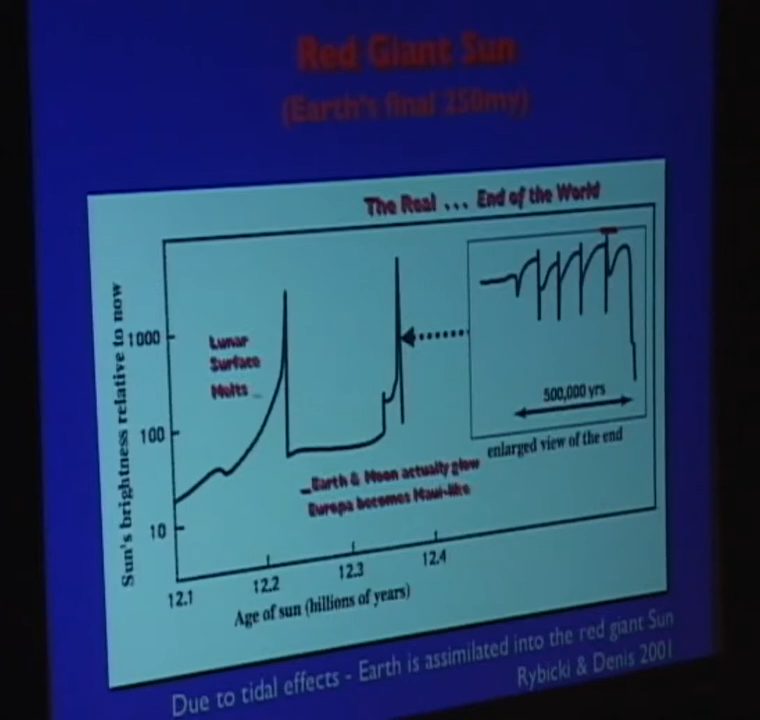 Red Giant Sun
(Earth's final 250my)
The Real ... End of the World
Sun's brightness relative to now
1000
100
10
Lunar
Surface
Melts
500,000 yrs
enlarged view of the end
Earth & Moon actually glow
Europa becomes Maui-like
12.1
12.2
12.3
12.4
Age of sun (billions of years)
Due to tidal effects - Earth is assimilated into the red giant Sun
Rybicki & Denis 2001